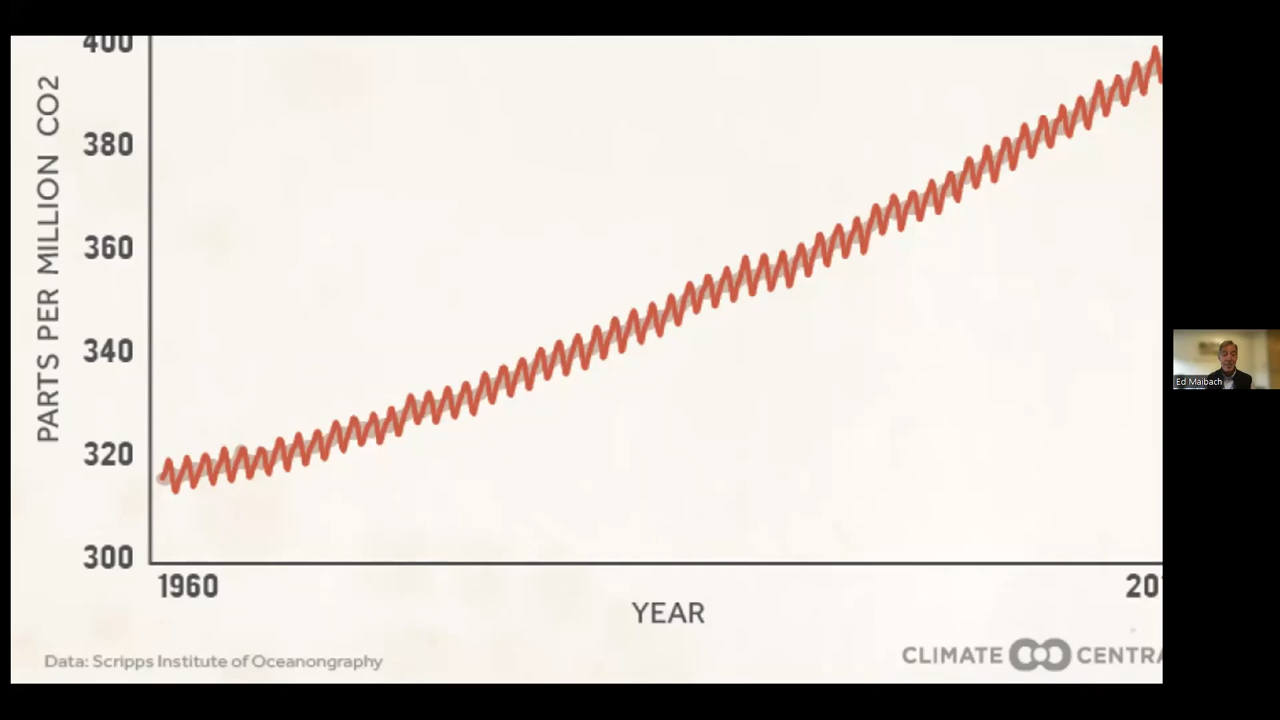 400
380
360
340
320
300
PARTS PER MILLION CO2
1960
YEAR
Data: Scripps Institute of Oceanongraphy
CLIMATE
Ed Maibach